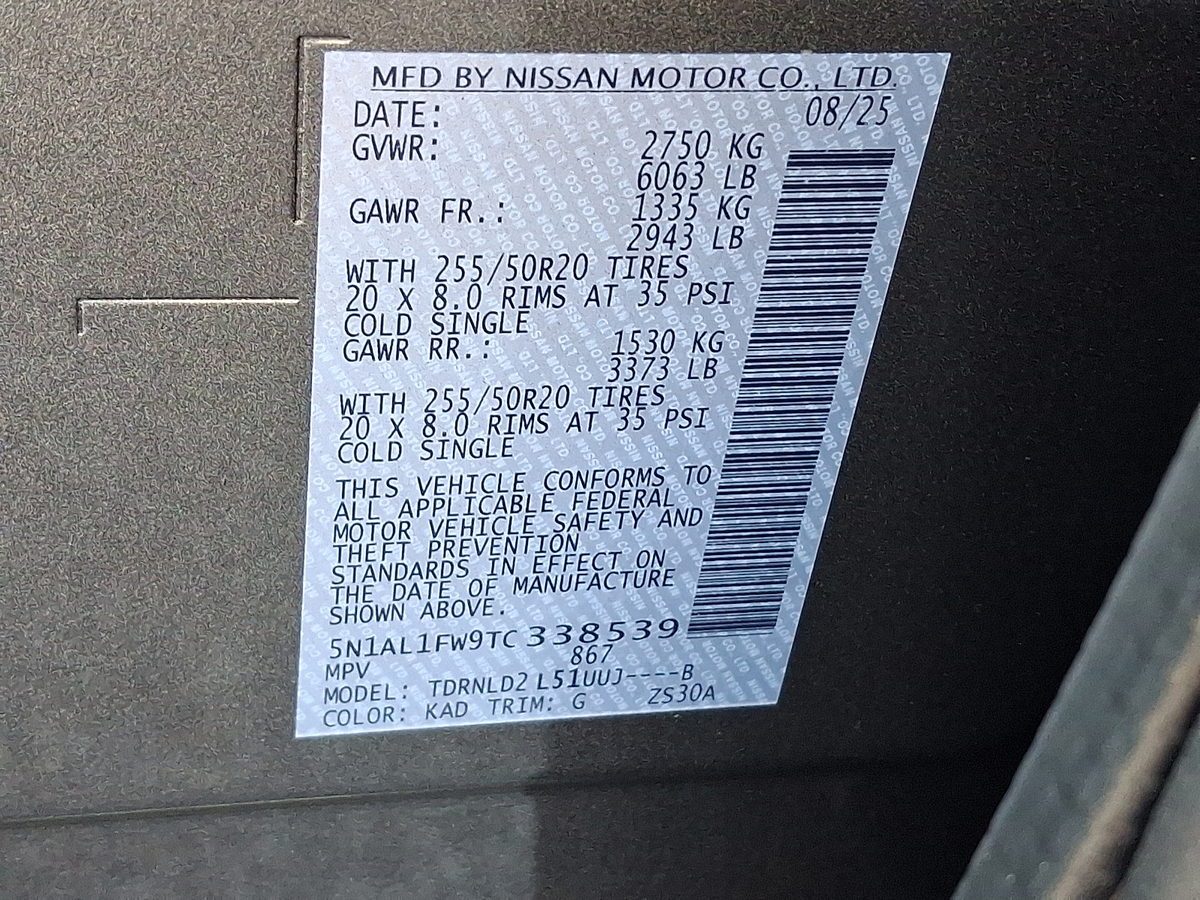 MFD BY NISSAN MOTOR CO., LTD.
DATE: 08/25
GVWR: 2750 KG
6063 LB
GAWR FR.: 1335 KG
2943 LB
WITH 255/50R20 TIRES
20 X 8.0 RIMS AT 35 PSI
COLD SINGLE
GAWR RR.: 1530 KG
3373 LB
WITH 255/50R20 TIRES
20 X 8.0 RIMS AT 35 PSI
COLD SINGLE
THIS VEHICLE CONFORMS TO
ALL APPLICABLE FEDERAL
MOTOR VEHICLE SAFETY AND
THEFT PREVENTION
STANDARDS IN EFFECT ON
THE DATE OF MANUFACTURE
SHOWN ABOVE.
5N1AL1FW9TC338539
867
MPV
MODEL: TDRNLD2 L51UUJ----B
COLOR: KAD TRIM: G ZS30A